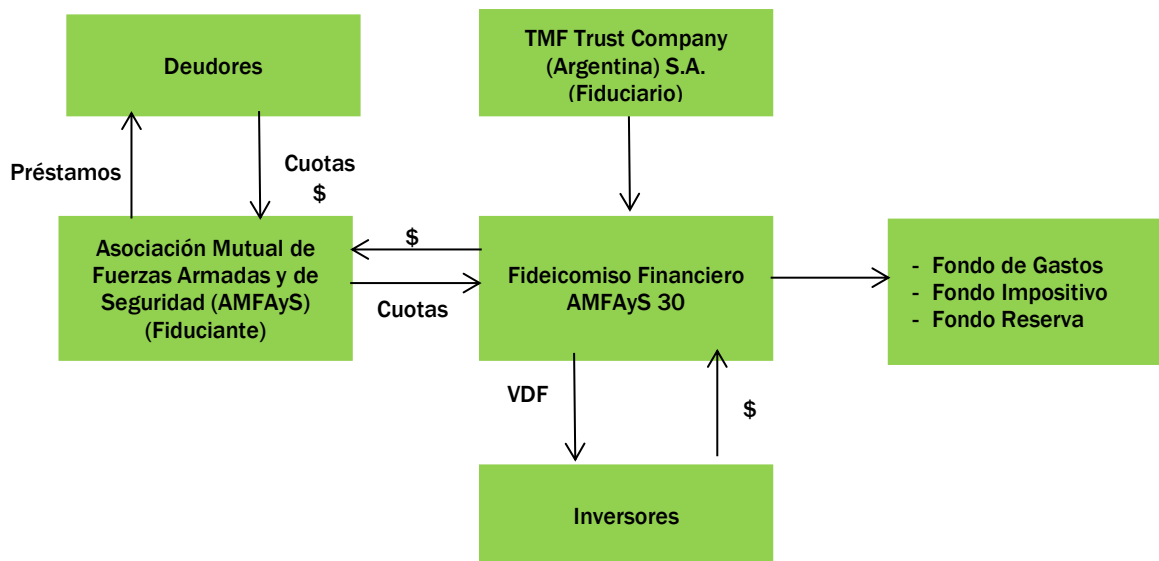 Deudores
TMF Trust Company
(Argentina) S.A.
(Fiduciario)
Préstamos
Cuotas
$
Asociación Mutual de
Fuerzas Armadas y de
Seguridad (AMFAyS)
(Fiduciante)
$
Cuotas
Fideicomiso Financiero
AMFAyS 30
- Fondo de Gastos
- Fondo Impositivo
- Fondo Reserva
VDF
$
Inversores